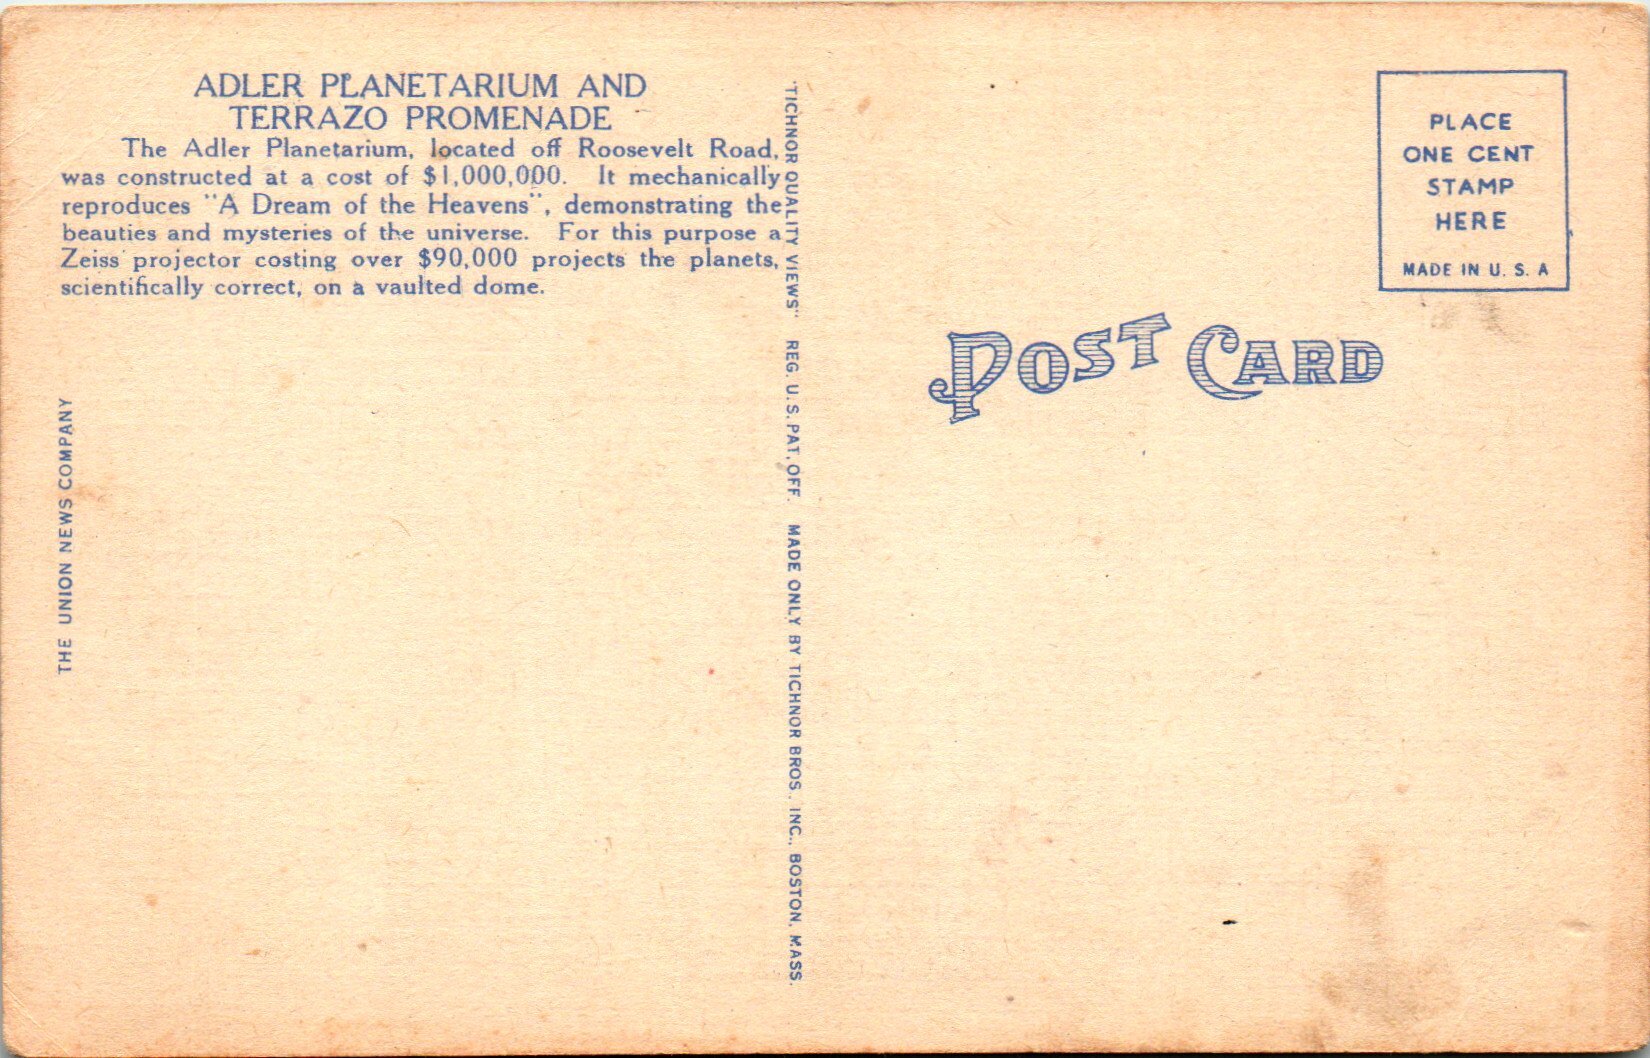 ADLER PLANETARIUM AND
TERRAZO PROMENADE
The Adler Planetarium, located off Roosevelt Road,
was constructed at a cost of $1,000,000. It mechanically
reproduces "A Dream of the Heavens", demonstrating the
beauties and mysteries of the universe. For this purpose a
Zeiss projector costing over $90,000 projects the planets,
scientifically correct, on a vaulted dome.
THE UNION NEWS COMPANY
"TICHNOR QUALITY VIEWS" REG. U. S. PAT. OFF. MADE ONLY BY TICHNOR BROS. INC., BOSTON, MASS.
PLACE
ONE CENT
STAMP
HERE
MADE IN U. S. A
POST CARD